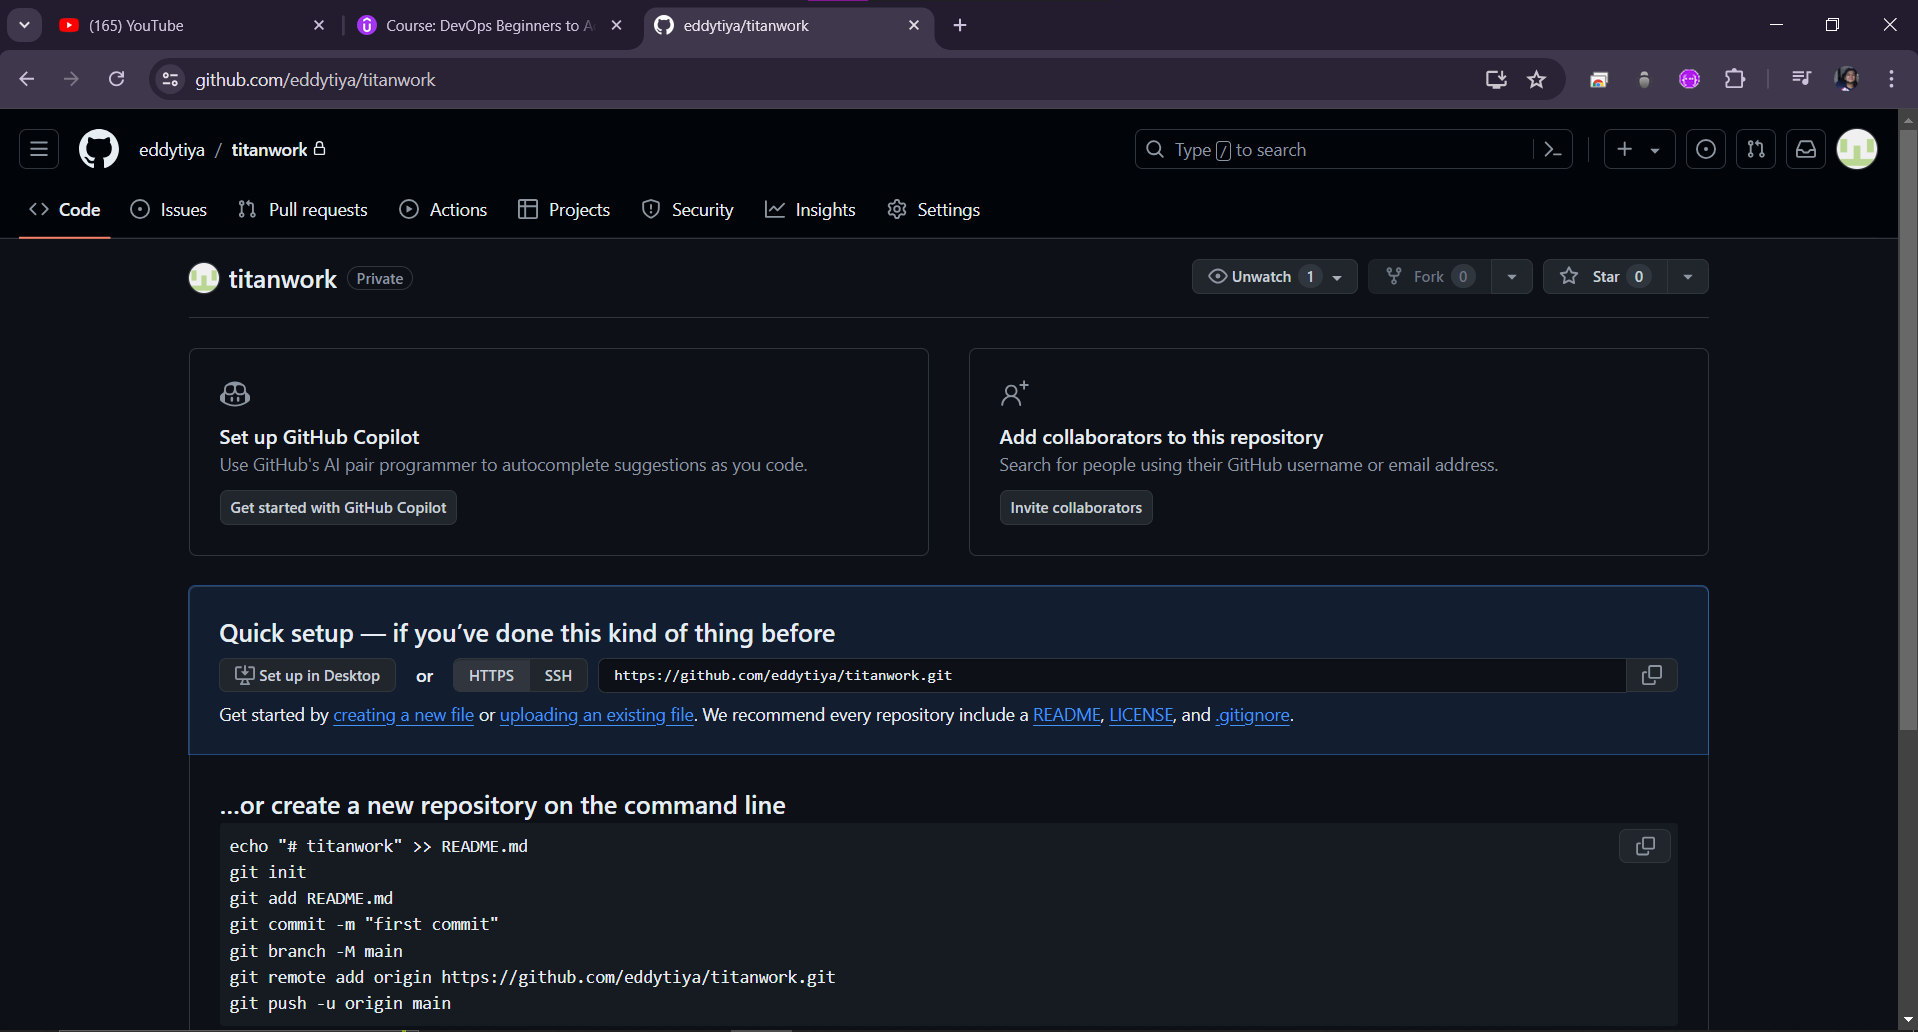 (165) YouTube
Course: DevOps Beginners to A
eddytiya/titanwork
github.com/eddytiya/titanwork
eddytiya / titanwork
Type / to search
Code
Issues
Pull requests
Actions
Projects
Security
Insights
Settings
titanwork Private
Unwatch 1
Fork 0
Star 0
Set up GitHub Copilot
Use GitHub's AI pair programmer to autocomplete suggestions as you code.
Get started with GitHub Copilot
Add collaborators to this repository
Search for people using their GitHub username or email address.
Invite collaborators
Quick setup — if you’ve done this kind of thing before
Set up in Desktop or HTTPS SSH https://github.com/eddytiya/titanwork.git
Get started by creating a new file or uploading an existing file. We recommend every repository include a README, LICENSE, and .gitignore.
…or create a new repository on the command line
echo "# titanwork" >> README.md
git init
git add README.md
git commit -m "first commit"
git branch -M main
git remote add origin https://github.com/eddytiya/titanwork.git
git push -u origin main